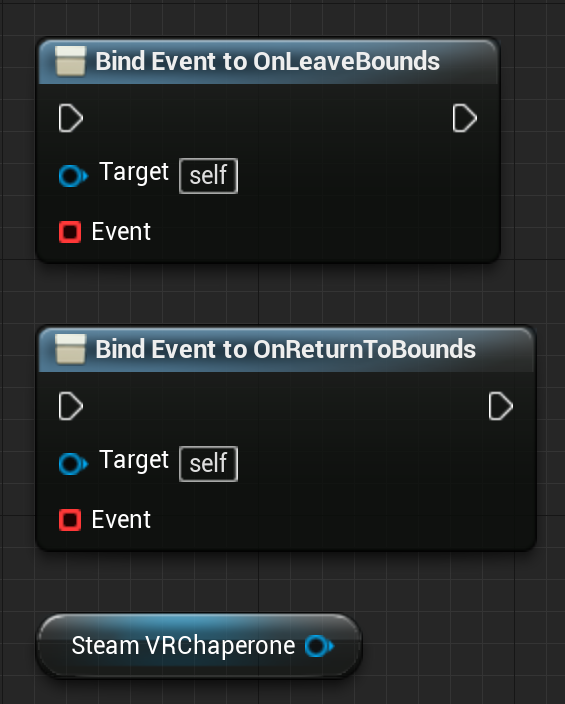 Bind Event to OnLeaveBounds
Target self
Event
Bind Event to OnReturnToBounds
Target self
Event
Steam VRChaperone